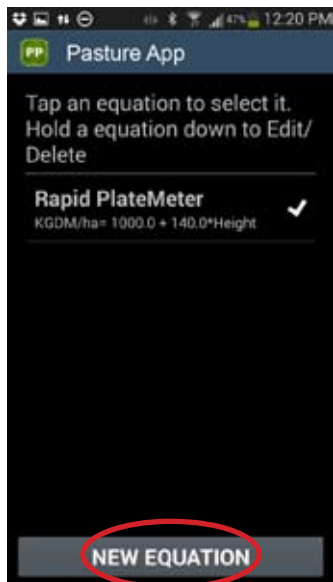 47% 12:20 PM
PP Pasture App
Tap an equation to select it.
Hold a equation down to Edit/
Delete
Rapid PlateMeter
KGDM/ha= 1000.0 + 140.0*Height
NEW EQUATION